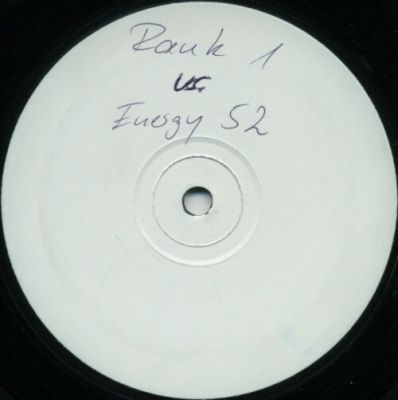 Rank 1
vs.
Energy 52